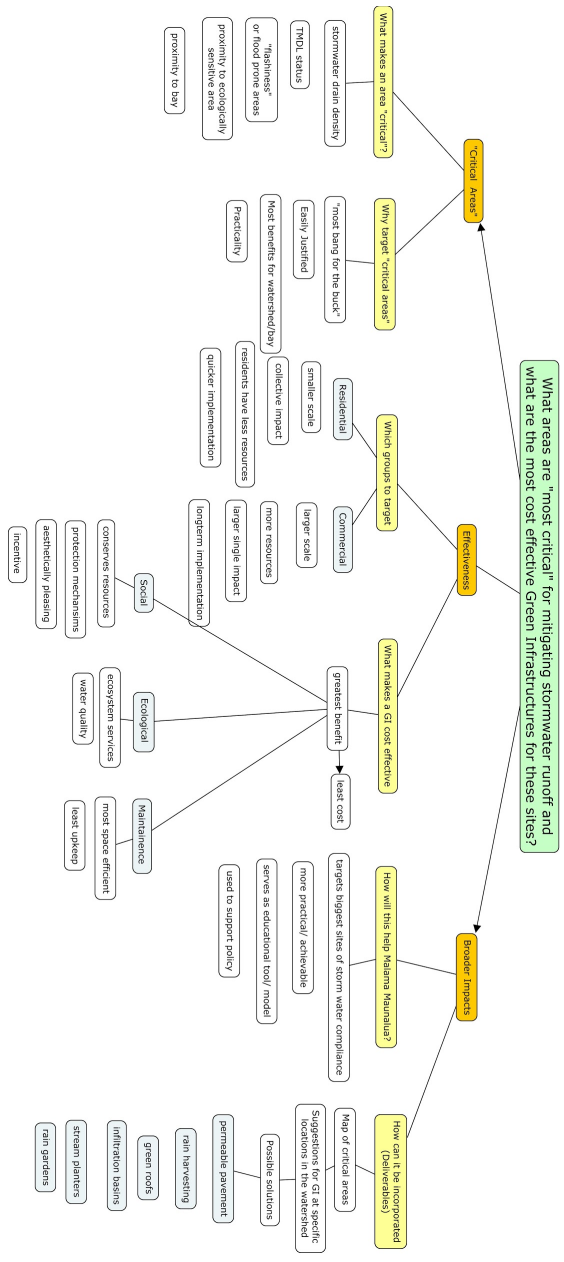 What areas are "most critical" for mitigating stormwater runoff and
what are the most cost effective Green Infrastructures for these sites?
"Critical Areas"
What makes an area "critical"?
stormwater drain density
TMDL status
"flashiness"
or flood prone areas
proximity to ecologically
sensitive area
proximity to bay
Why target "critical areas"
"most bang for the buck"
Easily Justified
Most benefits for watershed/bay
Practicality
Effectiveness
Which groups to target
Residential
smaller scale
collective impact
residents have less resources
quicker implementation
Commercial
larger scale
more resources
larger single impact
longterm implementation
What makes a GI cost effective
greatest benefit
least cost
Social
conserves resources
protection mechansims
aesthetically pleasing
incentive
Ecological
ecosystem services
water quality
Maintainence
most space efficient
least upkeep
Broader Impacts
How will this help Malama Maunalua?
targets biggest sites of storm water compliance
more practical/ achievable
serves as educational tool/ model
used to support policy
How can it be incorporated
(Deliverables)
Map of critical areas
Suggestions for GI at specific
locations in the watershed
Possible solutions
permeable pavement
rain harvesting
green roofs
infiltration basins
stream planters
rain gardens